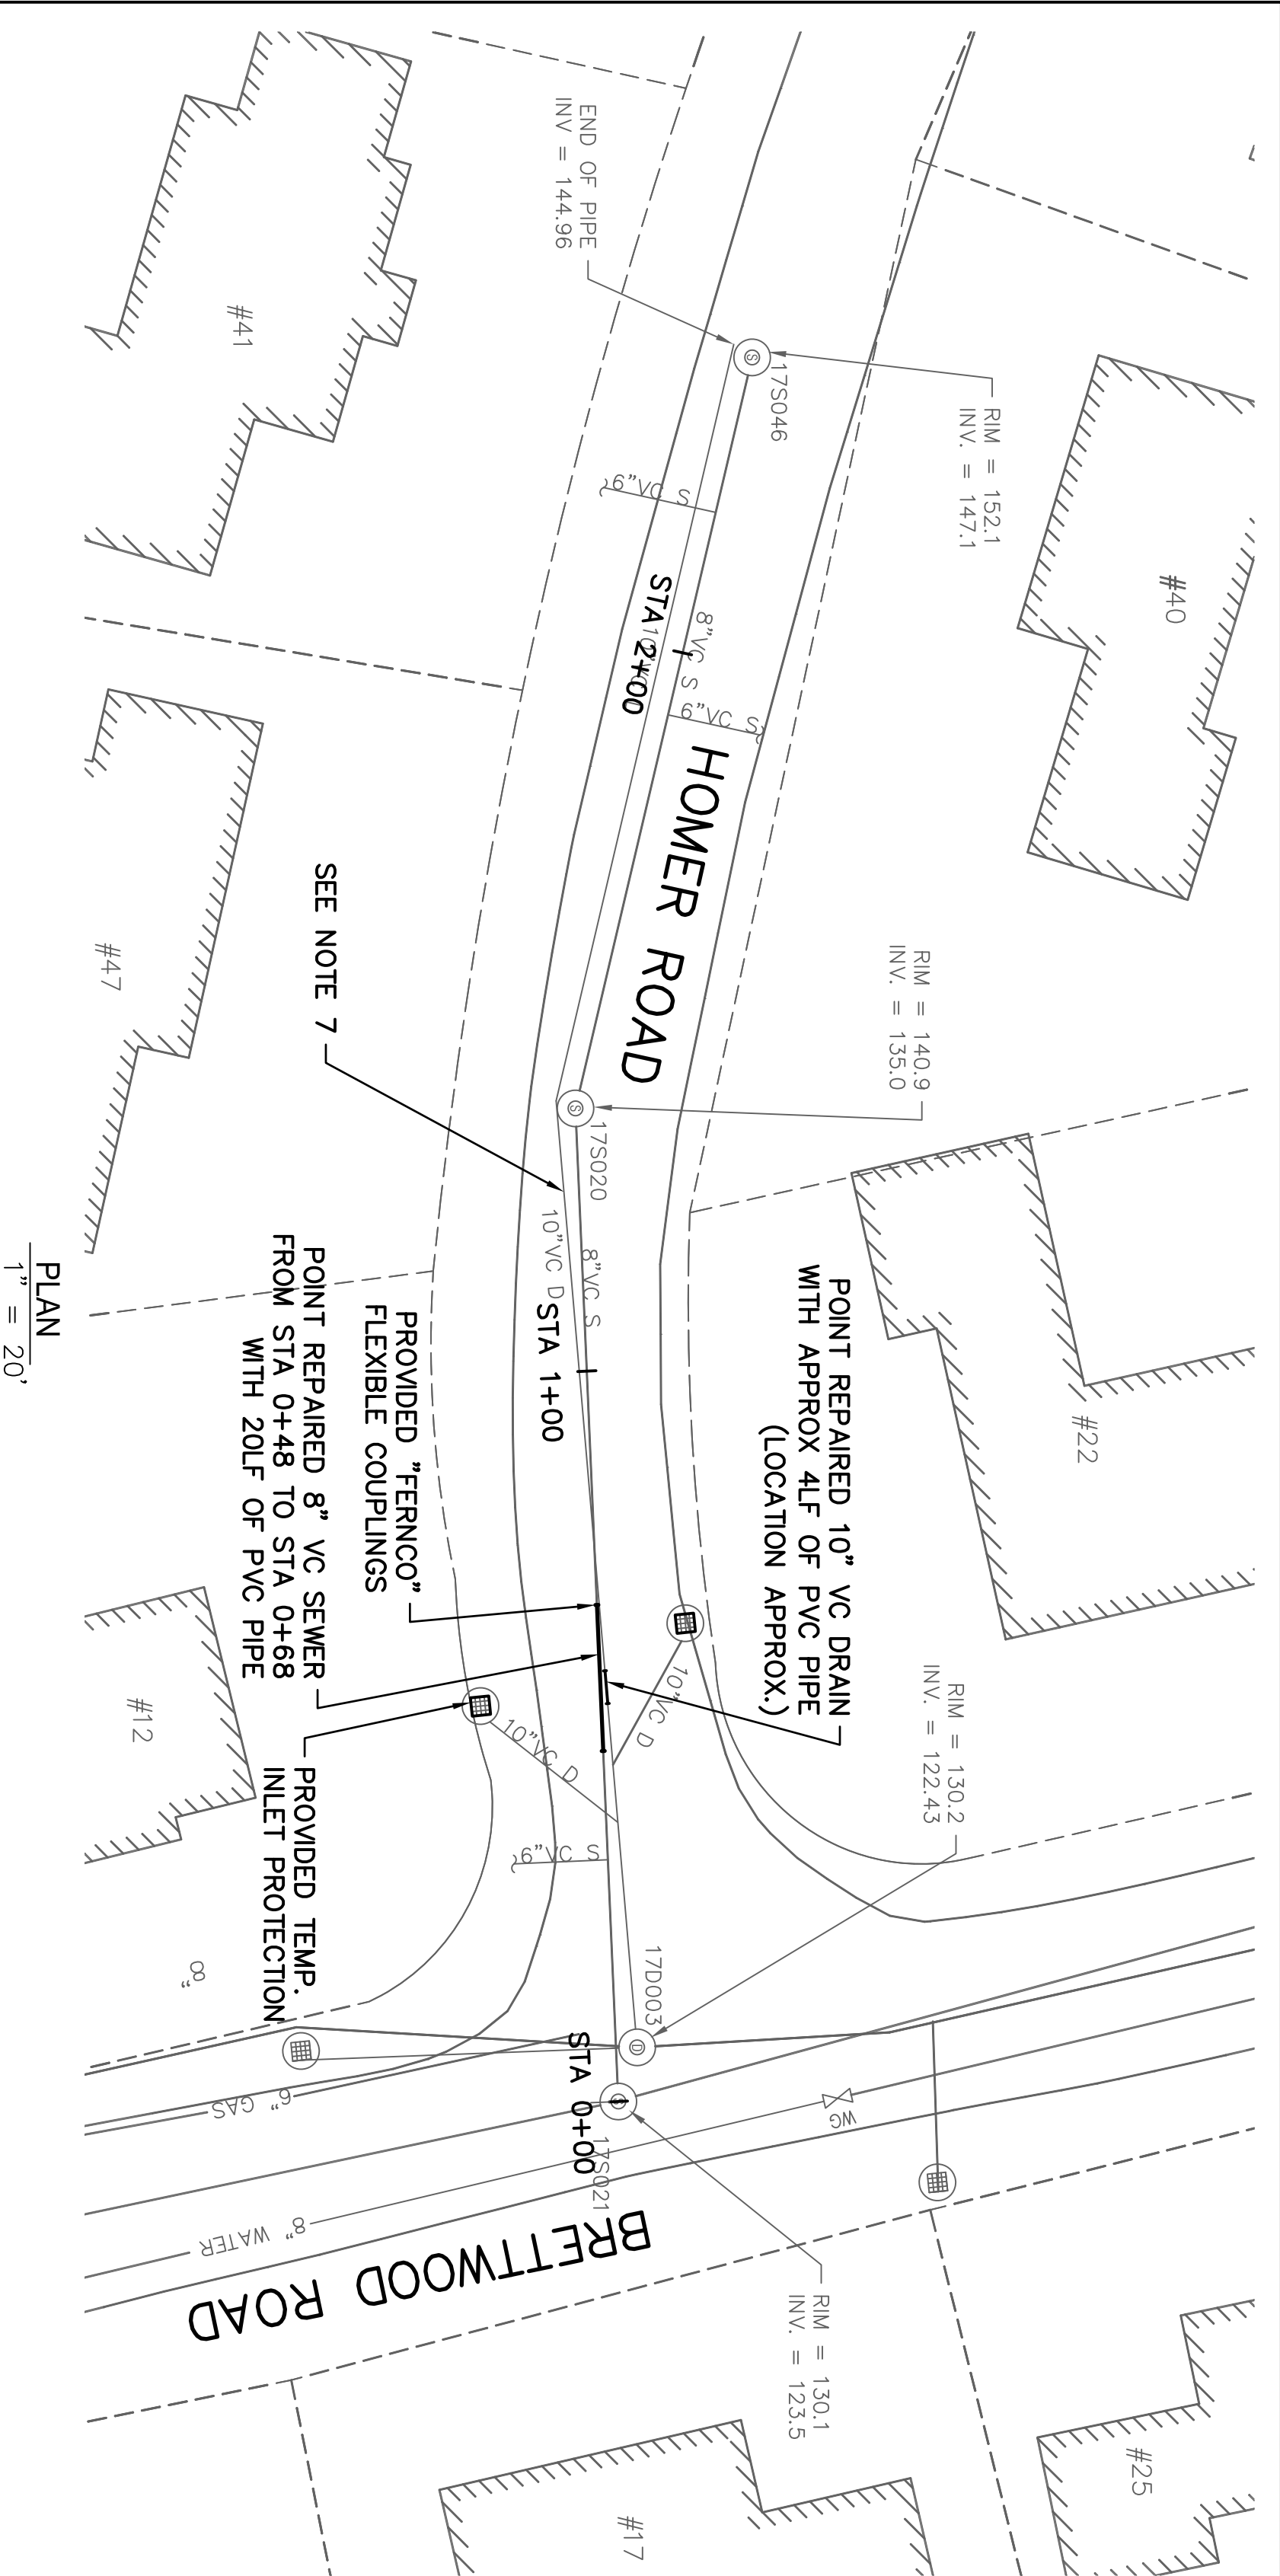 END OF PIPE
INV = 144.96
17S046
RIM = 152.1
INV. = 147.1
#41
#40
6"VC S
STA 2+00
8"VC S
6"VC S
HOMER ROAD
#47
SEE NOTE 7
RIM = 140.9
INV. = 135.0
17S020
10"VC D
8"VC S
STA 1+00
#22
POINT REPAIRED 10" VC DRAIN
WITH APPROX 4LF OF PVC PIPE
(LOCATION APPROX.)
PROVIDED "FERNCO"
FLEXIBLE COUPLINGS
POINT REPAIRED 8" VC SEWER
FROM STA 0+48 TO STA 0+68
WITH 20LF OF PVC PIPE
PLAN
1" = 20'
#12
10"VC D
10"VC D
6"VC S
PROVIDED TEMP.
INLET PROTECTION
RIM = 130.2
INV. = 122.43
17D003
8"
STA 0+00
17S021
6" GAS
WG
8" WATER
BRETTWOOD ROAD
RIM = 130.1
INV. = 123.5
#17
#25